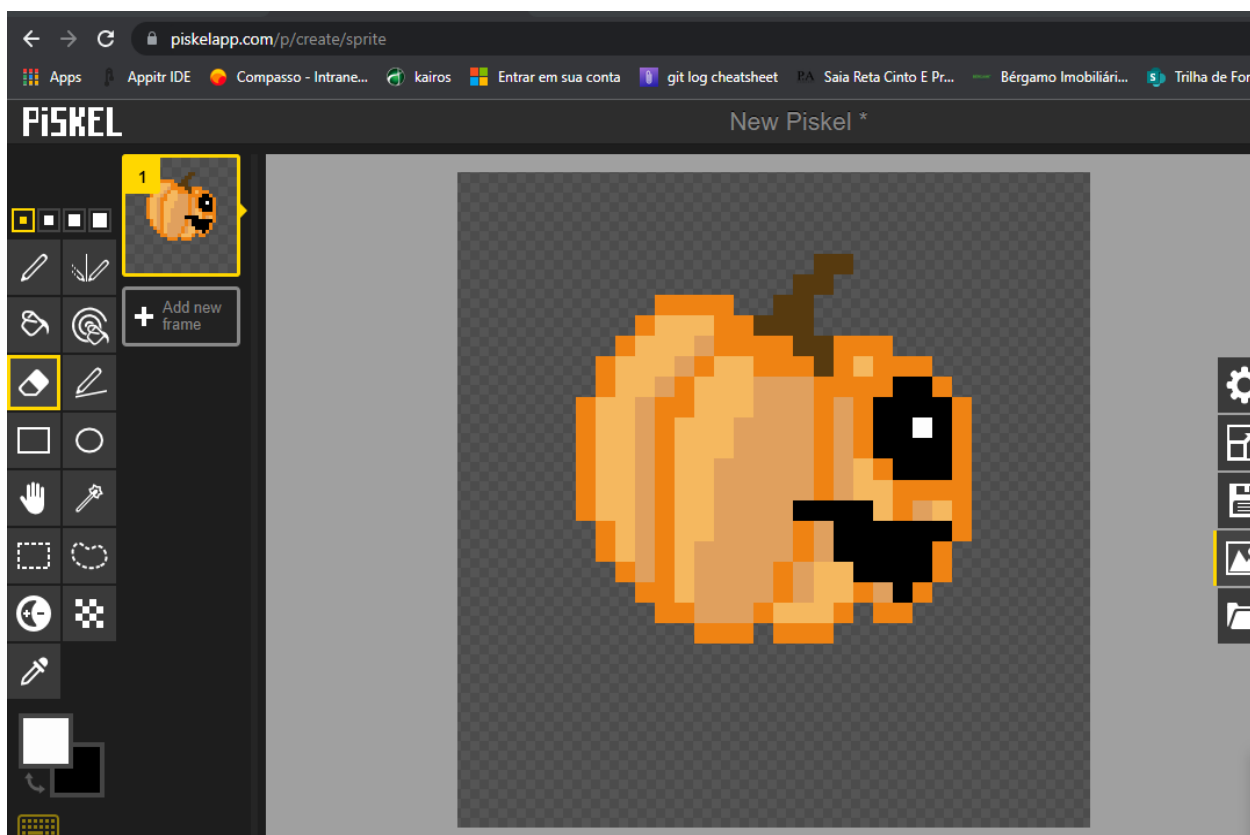 piskelapp.com/p/create/sprite
Apps Appitr IDE Compasso - Intrane... kairos Entrar em sua conta git log cheatsheet PA Saia Reta Cinto E Pr... Bérgamo Imobiliári... S Trilha de For
PiSKEL New Piskel *
1
Add new
frame